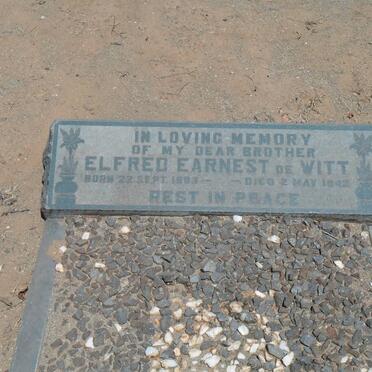 IN LOVING MEMORY
OF MY DEAR BROTHER
ELFRED EARNEST DE WITT
BORN 22 SEPT. 1883 - - DIED 2 MAY 1942
REST IN PEACE